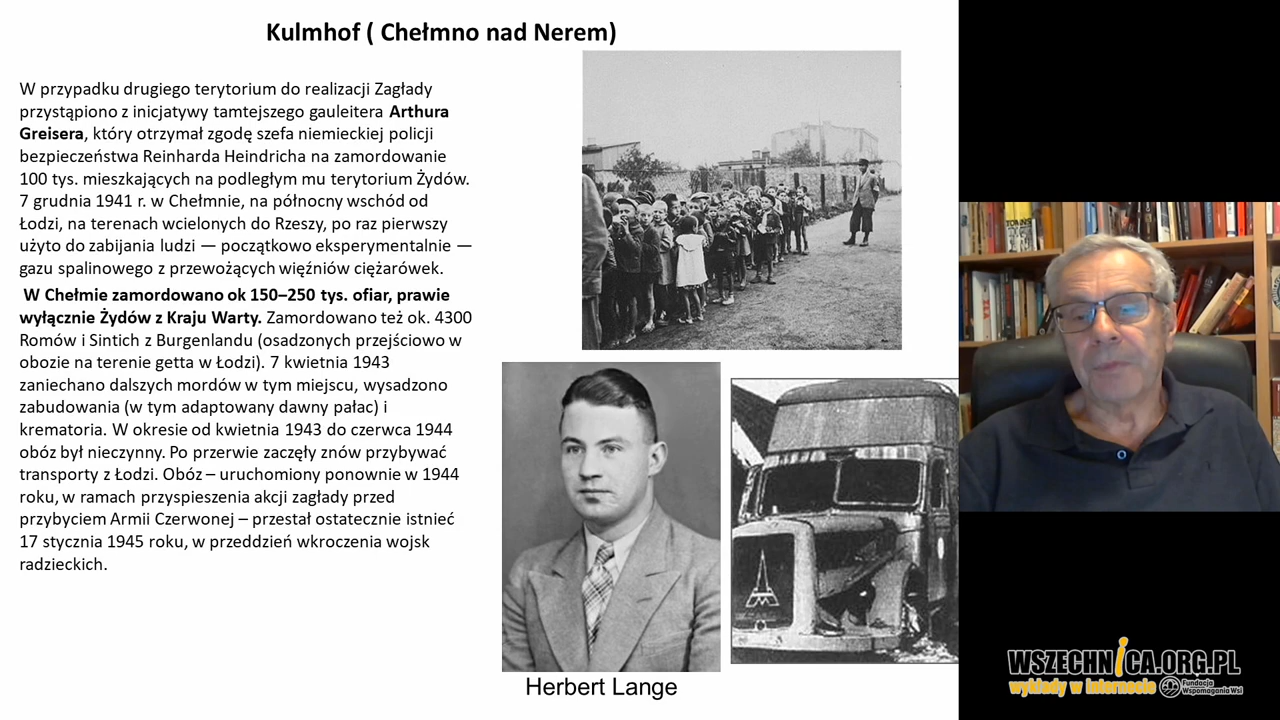 Kulmhof ( Chełmno nad Nerem)
W przypadku drugiego terytorium do realizacji Zagłady
przystąpiono z inicjatywy tamtejszego gauleitera Arthura
Greisera, który otrzymał zgodę szefa niemieckiej policji
bezpieczeństwa Reinharda Heindricha na zamordowanie
100 tys. mieszkających na podległym mu terytorium Żydów.
7 grudnia 1941 r. w Chełmnie, na północny wschód od
Łodzi, na terenach wcielonych do Rzeszy, po raz pierwszy
użyto do zabijania ludzi — początkowo eksperymentalnie —
gazu spalinowego z przewożących więźniów ciężarówek.
W Chełmie zamordowano ok 150–250 tys. ofiar, prawie
wyłącznie Żydów z Kraju Warty. Zamordowano też ok. 4300
Romów i Sintich z Burgenlandu (osadzonych przejściowo w
obozie na terenie getta w Łodzi). 7 kwietnia 1943
zaniechano dalszych mordów w tym miejscu, wysadzono
zabudowania (w tym adaptowany dawny pałac) i
krematoria. W okresie od kwietnia 1943 do czerwca 1944
obóz był nieczynny. Po przerwie zaczęły znów przybywać
transporty z Łodzi. Obóz – uruchomiony ponownie w 1944
roku, w ramach przyspieszenia akcji zagłady przed
przybyciem Armii Czerwonej – przestał ostatecznie istnieć
17 stycznia 1945 roku, w przeddzień wkroczenia wojsk
radzieckich.
Herbert Lange
WSZECHNICA.ORG.PL
wykłady w internecie
Fundacja
Wspomagania Wsi